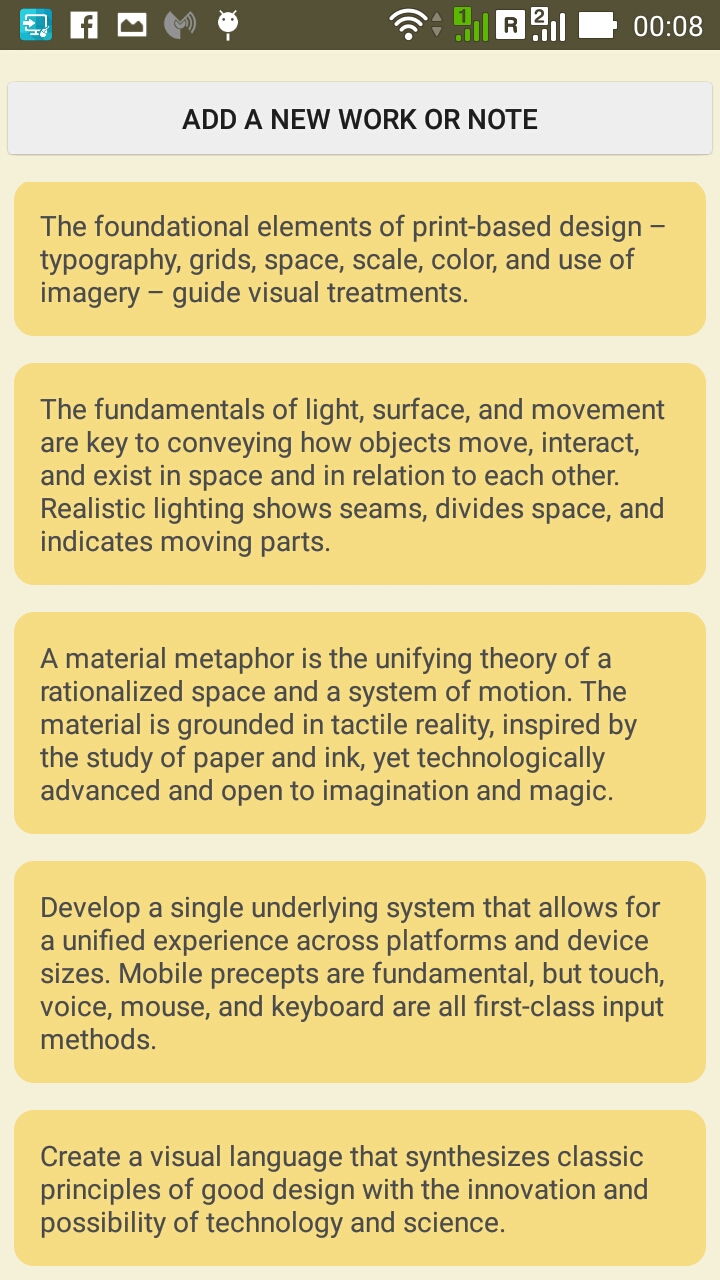 1 R 2 00:08
ADD A NEW WORK OR NOTE
The foundational elements of print-based design –
typography, grids, space, scale, color, and use of
imagery – guide visual treatments.
The fundamentals of light, surface, and movement
are key to conveying how objects move, interact,
and exist in space and in relation to each other.
Realistic lighting shows seams, divides space, and
indicates moving parts.
A material metaphor is the unifying theory of a
rationalized space and a system of motion. The
material is grounded in tactile reality, inspired by
the study of paper and ink, yet technologically
advanced and open to imagination and magic.
Develop a single underlying system that allows for
a unified experience across platforms and device
sizes. Mobile precepts are fundamental, but touch,
voice, mouse, and keyboard are all first-class input
methods.
Create a visual language that synthesizes classic
principles of good design with the innovation and
possibility of technology and science.